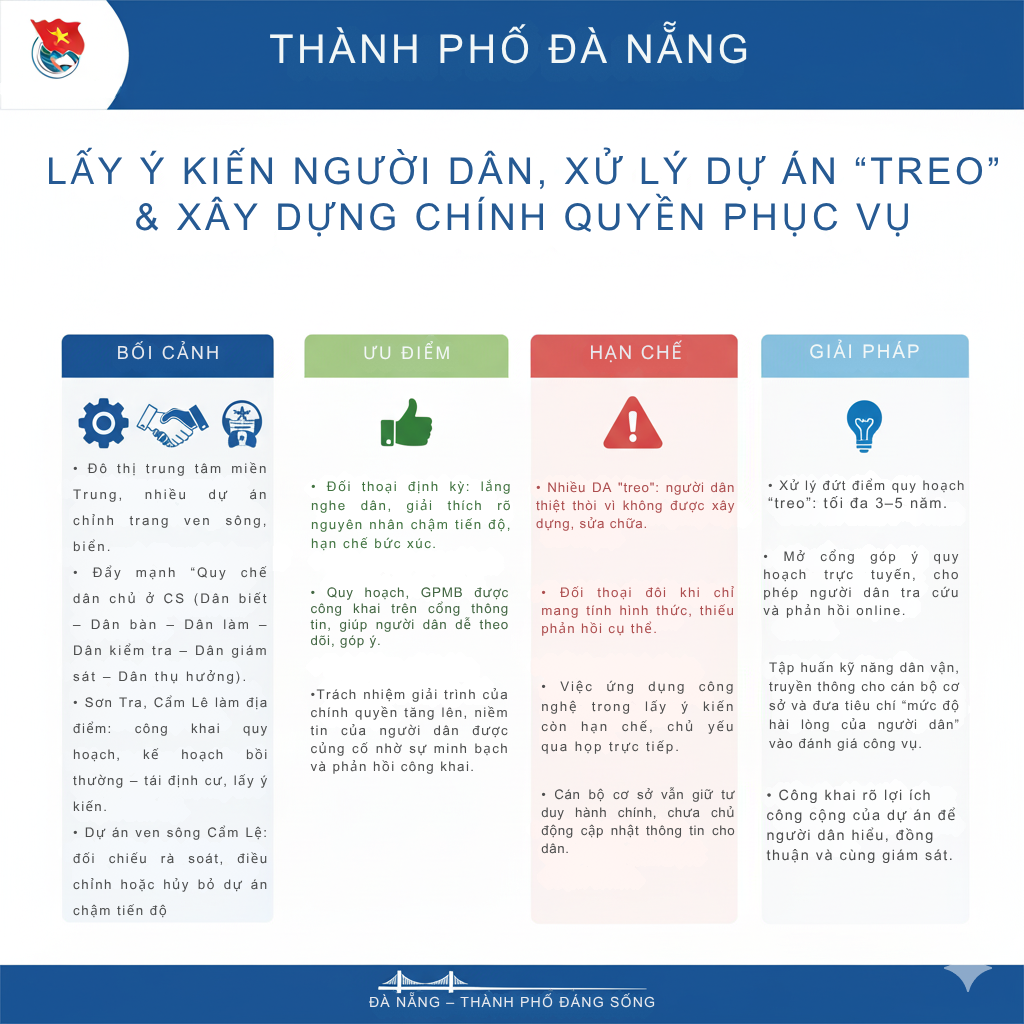 THÀNH PHỐ ĐÀ NẴNG
LẤY Ý KIẾN NGƯỜI DÂN, XỬ LÝ DỰ ÁN “TREO”
& XÂY DỰNG CHÍNH QUYỀN PHỤC VỤ
BỐI CẢNH
• Đô thị trung tâm miền
Trung, nhiều dự án
chỉnh trang ven sông,
biển.
• Đẩy mạnh “Quy chế
dân chủ ở CS (Dân biết
– Dân bàn – Dân làm –
Dân kiểm tra – Dân giám
sát – Dân thụ hưởng).
• Sơn Tra, Cẩm Lê làm địa
điểm: công khai quy
hoạch, kế hoạch bồi
thường – tái định cư, lấy ý
kiến.
• Dự án ven sông Cẩm Lệ:
đối chiếu rà soát, điều
chỉnh hoặc hủy bỏ dự án
chậm tiến độ
ƯU ĐIỂM
• Đối thoại định kỳ: lắng
nghe dân, giải thích rõ
nguyên nhân chậm tiến độ,
hạn chế bức xúc.
• Quy hoạch, GPMB được
công khai trên cổng thông
tin, giúp người dân dễ theo
dõi, góp ý.
•Trách nhiệm giải trình của
chính quyền tăng lên, niềm
tin của người dân được
củng cố nhờ sự minh bạch
và phản hồi công khai.
HẠN CHẾ
• Nhiều DA "treo": người dân
thiệt thòi vì không được xây
dựng, sửa chữa.
• Đối thoại đôi khi chỉ
mang tính hình thức, thiếu
phản hồi cụ thể.
• Việc ứng dụng công
nghệ trong lấy ý kiến
còn hạn chế, chủ yếu
qua họp trực tiếp.
• Cán bộ cơ sở vẫn giữ tư
duy hành chính, chưa chủ
động cập nhật thông tin cho
dân.
GIẢI PHÁP
• Xử lý đứt điểm quy hoạch
“treo”: tối đa 3–5 năm.
• Mở cổng góp ý quy
hoạch trực tuyến, cho
phép người dân tra cứu
và phản hồi online.
Tập huấn kỹ năng dân vận,
truyền thông cho cán bộ cơ
sở và đưa tiêu chí “mức độ
hài lòng của người dân”
vào đánh giá công vụ.
• Công khai rõ lợi ích
công cộng của dự án để
người dân hiểu, đồng
thuận và cùng giám sát.
ĐÀ NẴNG – THÀNH PHỐ ĐÁNG SỐNG